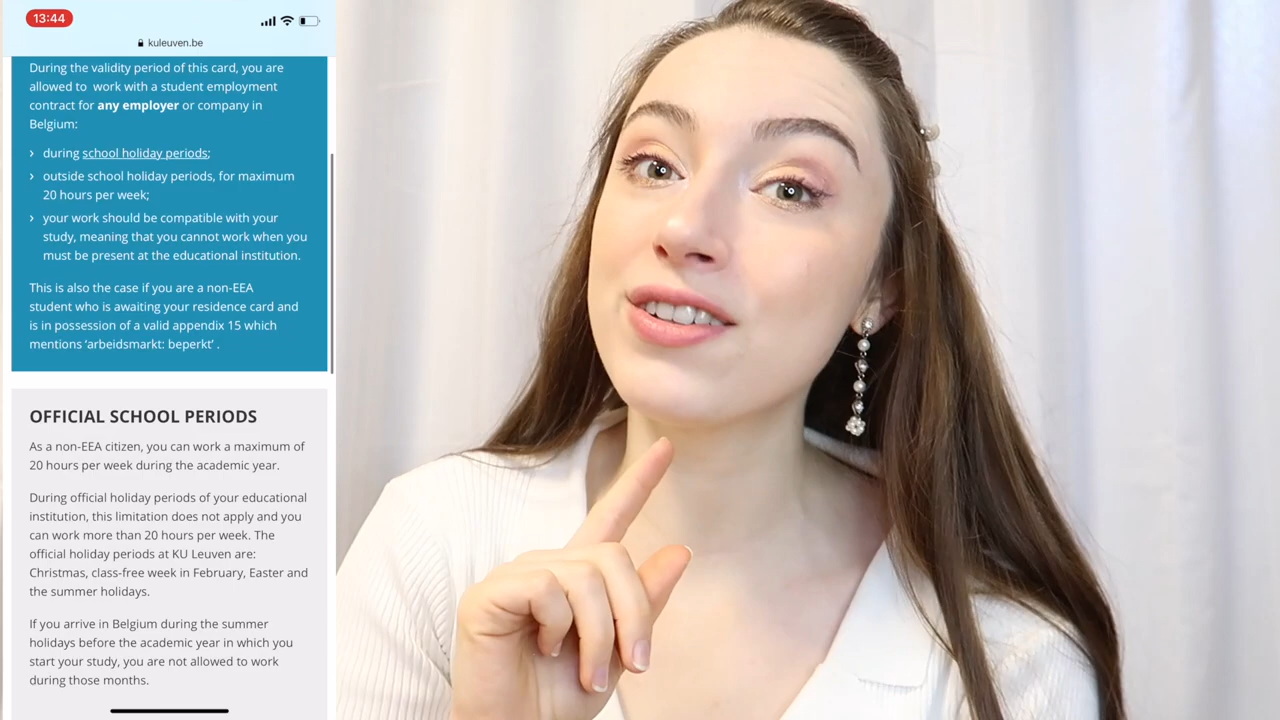 13:44
kuleuven.be
During the validity period of this card, you are
allowed to work with a student employment
contract for any employer or company in
Belgium:
› during school holiday periods;
› outside school holiday periods, for maximum
20 hours per week;
› your work should be compatible with your
study, meaning that you cannot work when you
must be present at the educational institution.
This is also the case if you are a non-EEA
student who is awaiting your residence card and
is in possession of a valid appendix 15 which
mentions ‘arbeidsmarkt: beperkt’ .
OFFICIAL SCHOOL PERIODS
As a non-EEA citizen, you can work a maximum of
20 hours per week during the academic year.
During official holiday periods of your educational
institution, this limitation does not apply and you
can work more than 20 hours per week. The
official holiday periods at KU Leuven are:
Christmas, class-free week in February, Easter and
the summer holidays.
If you arrive in Belgium during the summer
holidays before the academic year in which you
start your study, you are not allowed to work
during those months.